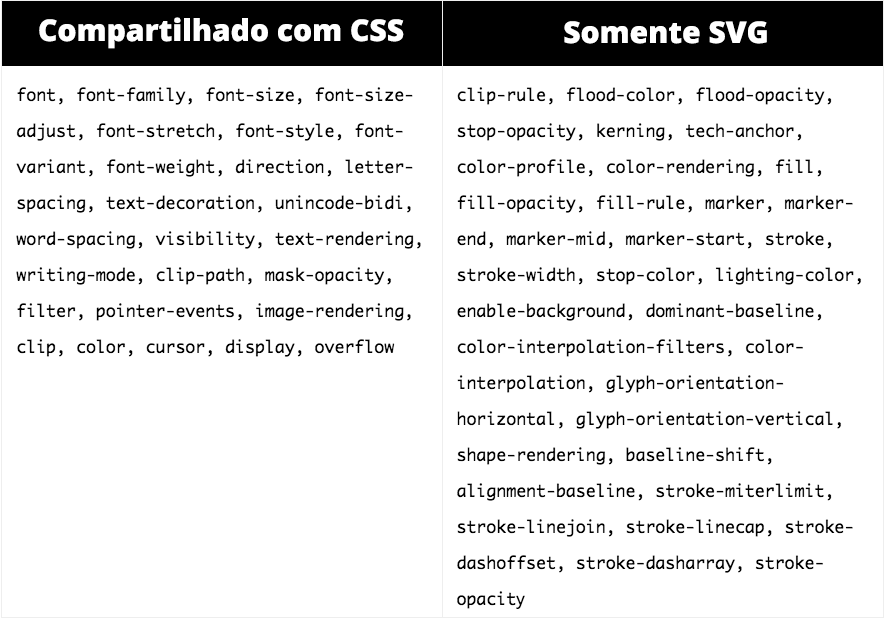 Compartilhado com CSS
font, font-family, font-size, font-size-
adjust, font-stretch, font-style, font-
variant, font-weight, direction, letter-
spacing, text-decoration, unincode-bidi,
word-spacing, visibility, text-rendering,
writing-mode, clip-path, mask-opacity,
filter, pointer-events, image-rendering,
clip, color, cursor, display, overflow
Somente SVG
clip-rule, flood-color, flood-opacity,
stop-opacity, kerning, tech-anchor,
color-profile, color-rendering, fill,
fill-opacity, fill-rule, marker, marker-
end, marker-mid, marker-start, stroke,
stroke-width, stop-color, lighting-color,
enable-background, dominant-baseline,
color-interpolation-filters, color-
interpolation, glyph-orientation-
horizontal, glyph-orientation-vertical,
shape-rendering, baseline-shift,
alignment-baseline, stroke-miterlimit,
stroke-linejoin, stroke-linecap, stroke-
dashoffset, stroke-dasharray, stroke-
opacity